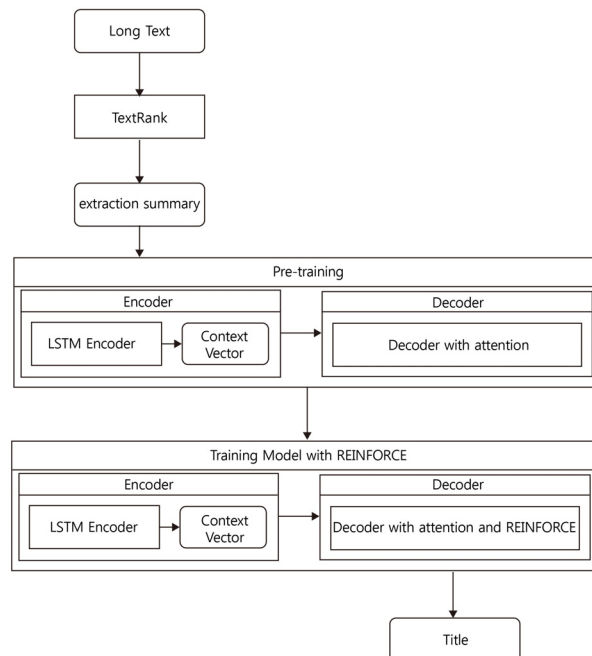 Long Text
TextRank
extraction summary
Pre-training
Encoder
LSTM Encoder
Context
Vector
Decoder
Decoder with attention
Training Model with REINFORCE
Encoder
LSTM Encoder
Context
Vector
Decoder
Decoder with attention and REINFORCE
Title